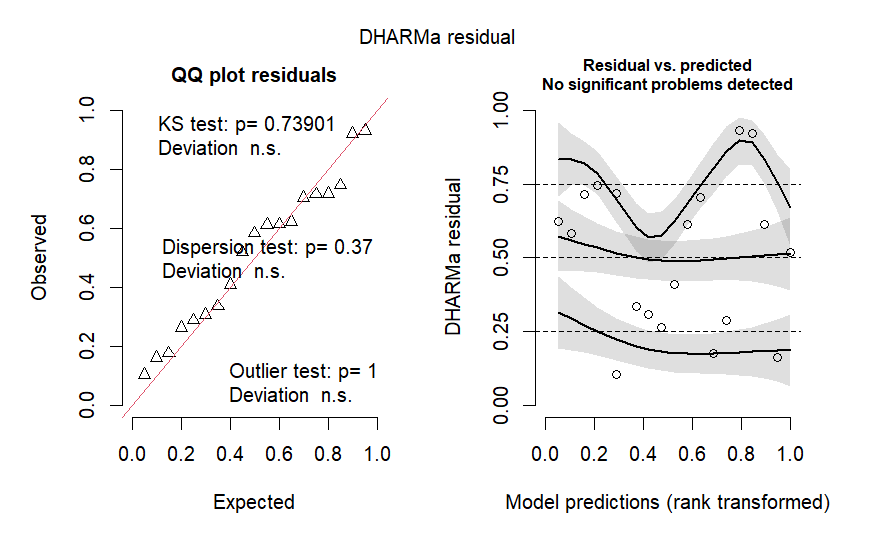 DHARMa residual
QQ plot residuals
KS test: p= 0.73901
Deviation  n.s.
Dispersion test: p= 0.37
Deviation  n.s.
Outlier test: p= 1
Deviation  n.s.
Observed
0.0 0.2 0.4 0.6 0.8 1.0
0.0 0.2 0.4 0.6 0.8 1.0
Expected
Residual vs. predicted
No significant problems detected
DHARMa residual
0.00 0.25 0.50 0.75 1.00
0.0 0.2 0.4 0.6 0.8 1.0
Model predictions (rank transformed)